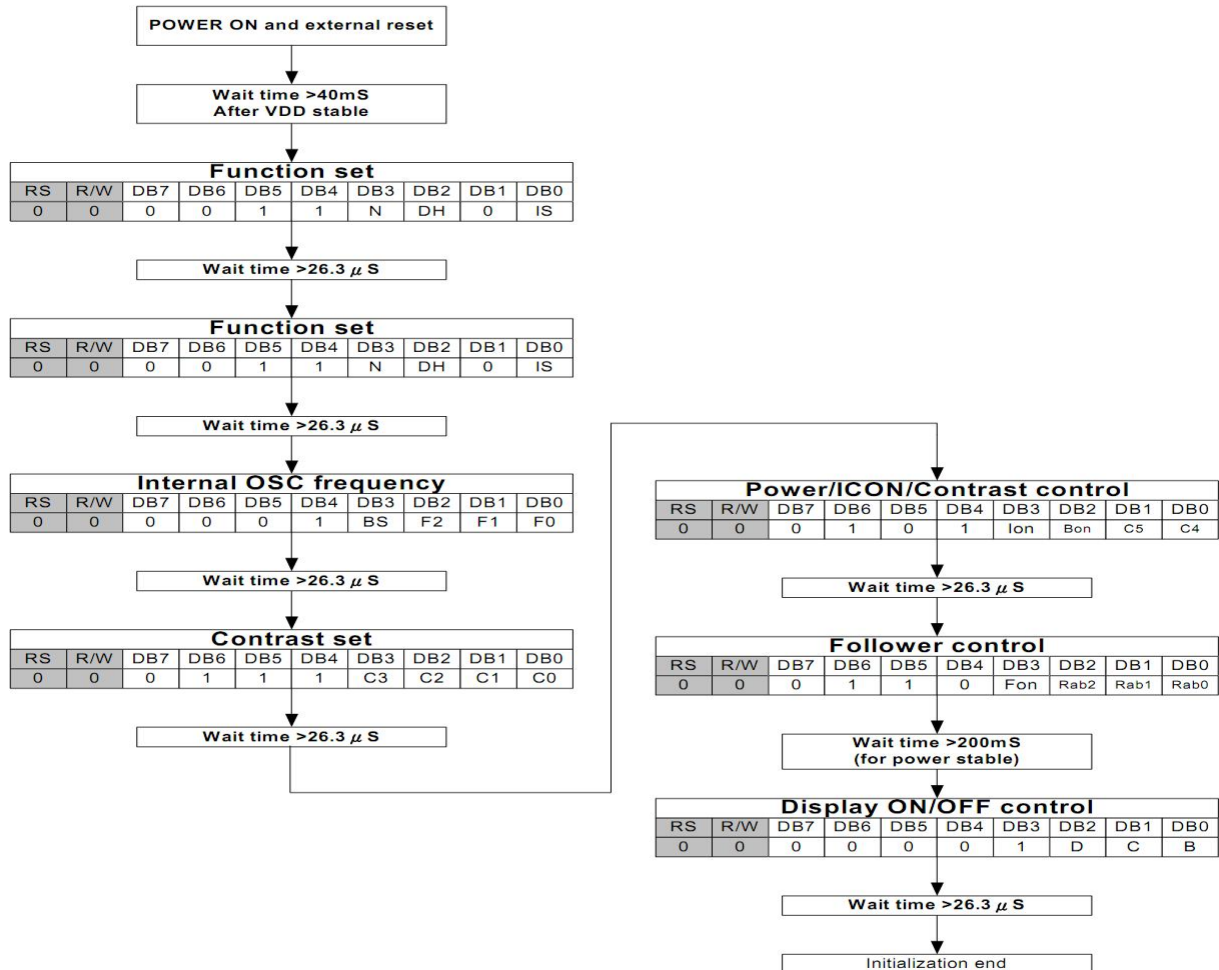 POWER ON and external reset
Wait time >40mS
After VDD stable
Function set
RS R/W DB7 DB6 DB5 DB4 DB3 DB2 DB1 DB0
0 0 0 0 1 1 N DH 0 IS
Wait time >26.3 μ S
Function set
RS R/W DB7 DB6 DB5 DB4 DB3 DB2 DB1 DB0
0 0 0 0 1 1 N DH 0 IS
Wait time >26.3 μ S
Internal OSC frequency
RS R/W DB7 DB6 DB5 DB4 DB3 DB2 DB1 DB0
0 0 0 0 0 1 BS F2 F1 F0
Wait time >26.3 μ S
Contrast set
RS R/W DB7 DB6 DB5 DB4 DB3 DB2 DB1 DB0
0 0 0 1 1 1 C3 C2 C1 C0
Wait time >26.3 μ S
Power/ICON/Contrast control
RS R/W DB7 DB6 DB5 DB4 DB3 DB2 DB1 DB0
0 0 0 1 0 1 Ion Bon C5 C4
Wait time >26.3 μ S
Follower control
RS R/W DB7 DB6 DB5 DB4 DB3 DB2 DB1 DB0
0 0 0 1 1 0 Fon Rab2 Rab1 Rab0
Wait time >200mS
(for power stable)
Display ON/OFF control
RS R/W DB7 DB6 DB5 DB4 DB3 DB2 DB1 DB0
0 0 0 0 0 0 1 D C B
Wait time >26.3 μ S
Initialization end